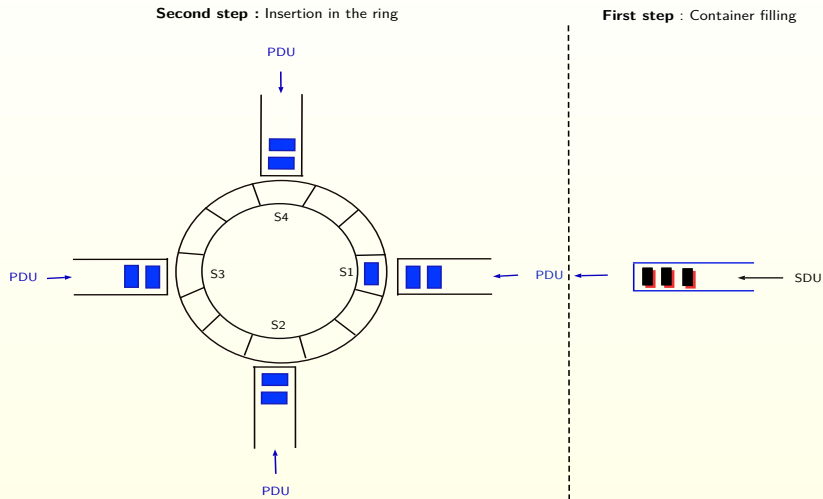 Second step : Insertion in the ring
First step : Container filling
PDU
S4
PDU
S3
S1
PDU
SDU
S2
PDU